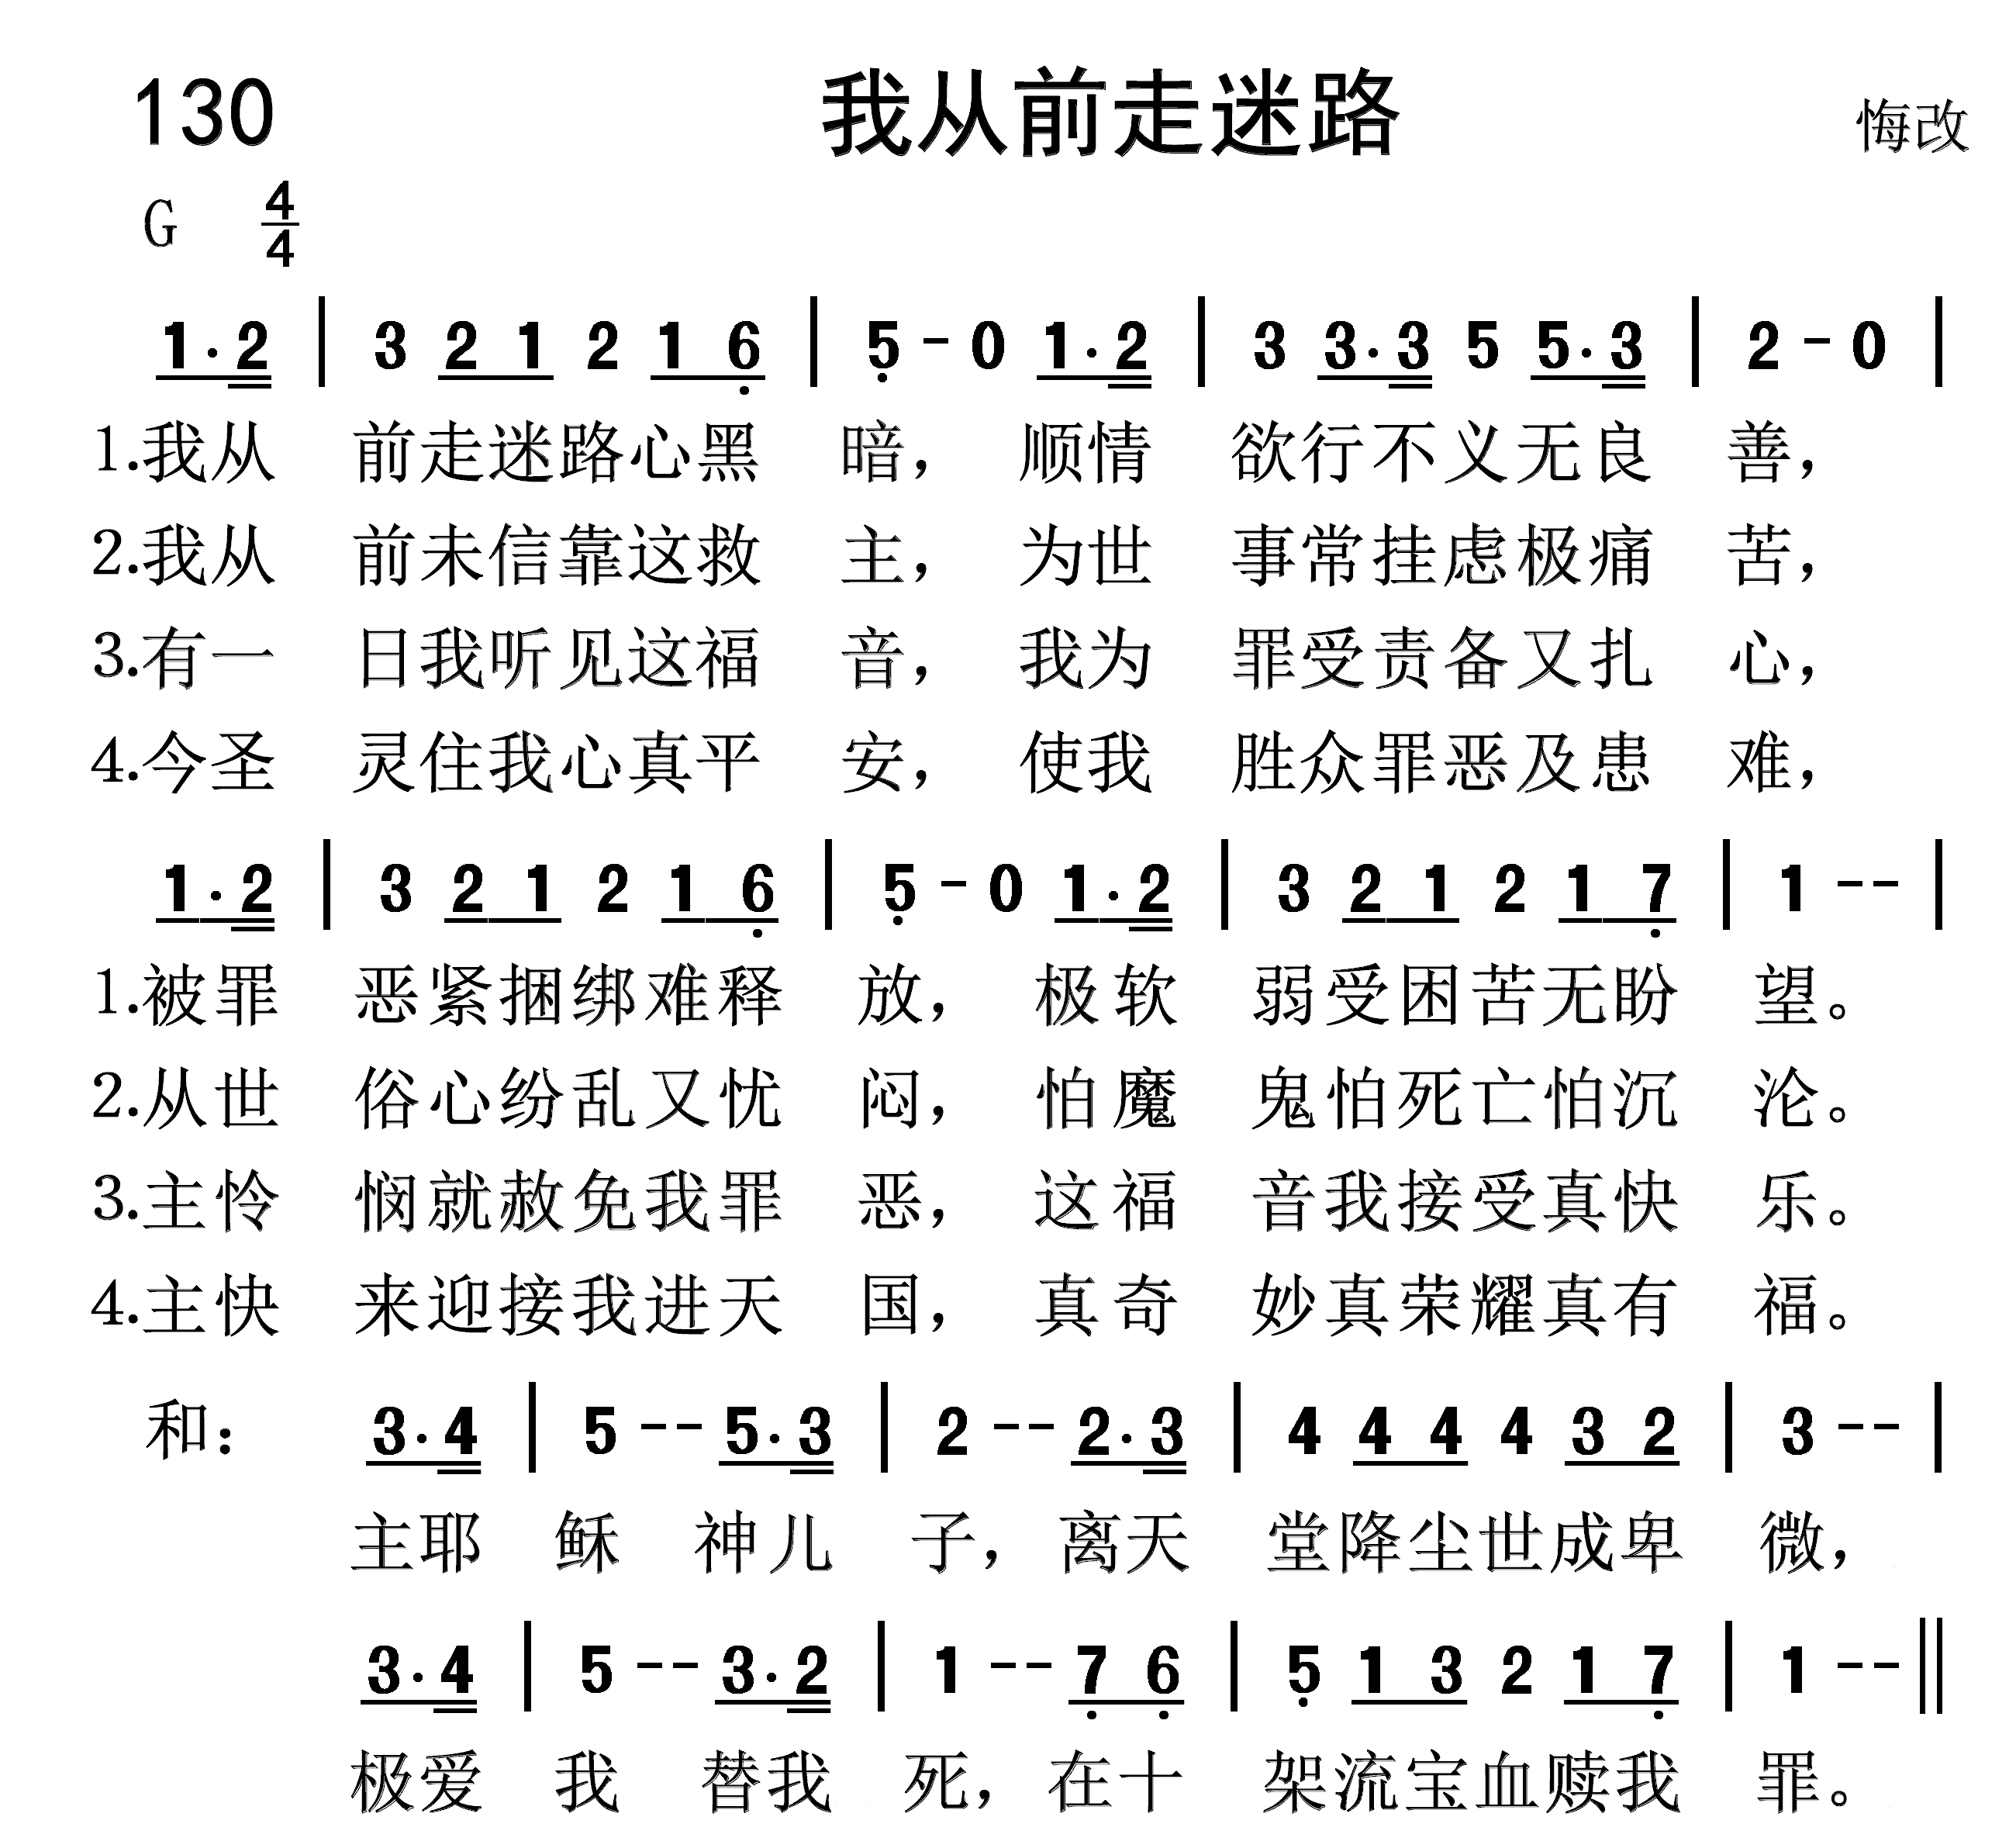 130 我从前走迷路 悔改
G 4/4
1·2 | 3 2 1 2 1 6̣ | 5̣ - 0 1·2 | 3 3·3 5 5·3 | 2 - 0 |
1.我从 前走迷路心黑 暗， 顺情 欲行不义无良 善，
2.我从 前未信靠这救 主， 为世 事常挂虑极痛 苦，
3.有一 日我听见这福 音， 我为 罪受责备又扎 心，
4.今圣 灵住我心真平 安， 使我 胜众罪恶及患 难，
1·2 | 3 2 1 2 1 6̣ | 5̣ - 0 1·2 | 3 2 1 2 1 7̣ | 1 - - |
1.被罪 恶紧捆绑难释 放， 极软 弱受困苦无盼 望。
2.从世 俗心纷乱又忧 闷， 怕魔 鬼怕死亡怕沉 沦。
3.主怜 悯就赦免我罪 恶， 这福 音我接受真快 乐。
4.主快 来迎接我进天 国， 真奇 妙真荣耀真有 福。
和： 3·4 | 5 - - 5·3 | 2 - - 2·3 | 4 4 4 4 3 2 | 3 - - |
主耶 稣 神儿 子， 离天 堂降尘世成卑 微，
3·4 | 5 - - 3·2 | 1 - - 7̣ 6̣ | 5̣ 1 3 2 1 7̣ | 1 - - ‖
极爱 我 替我 死， 在十 架流宝血赎我 罪。